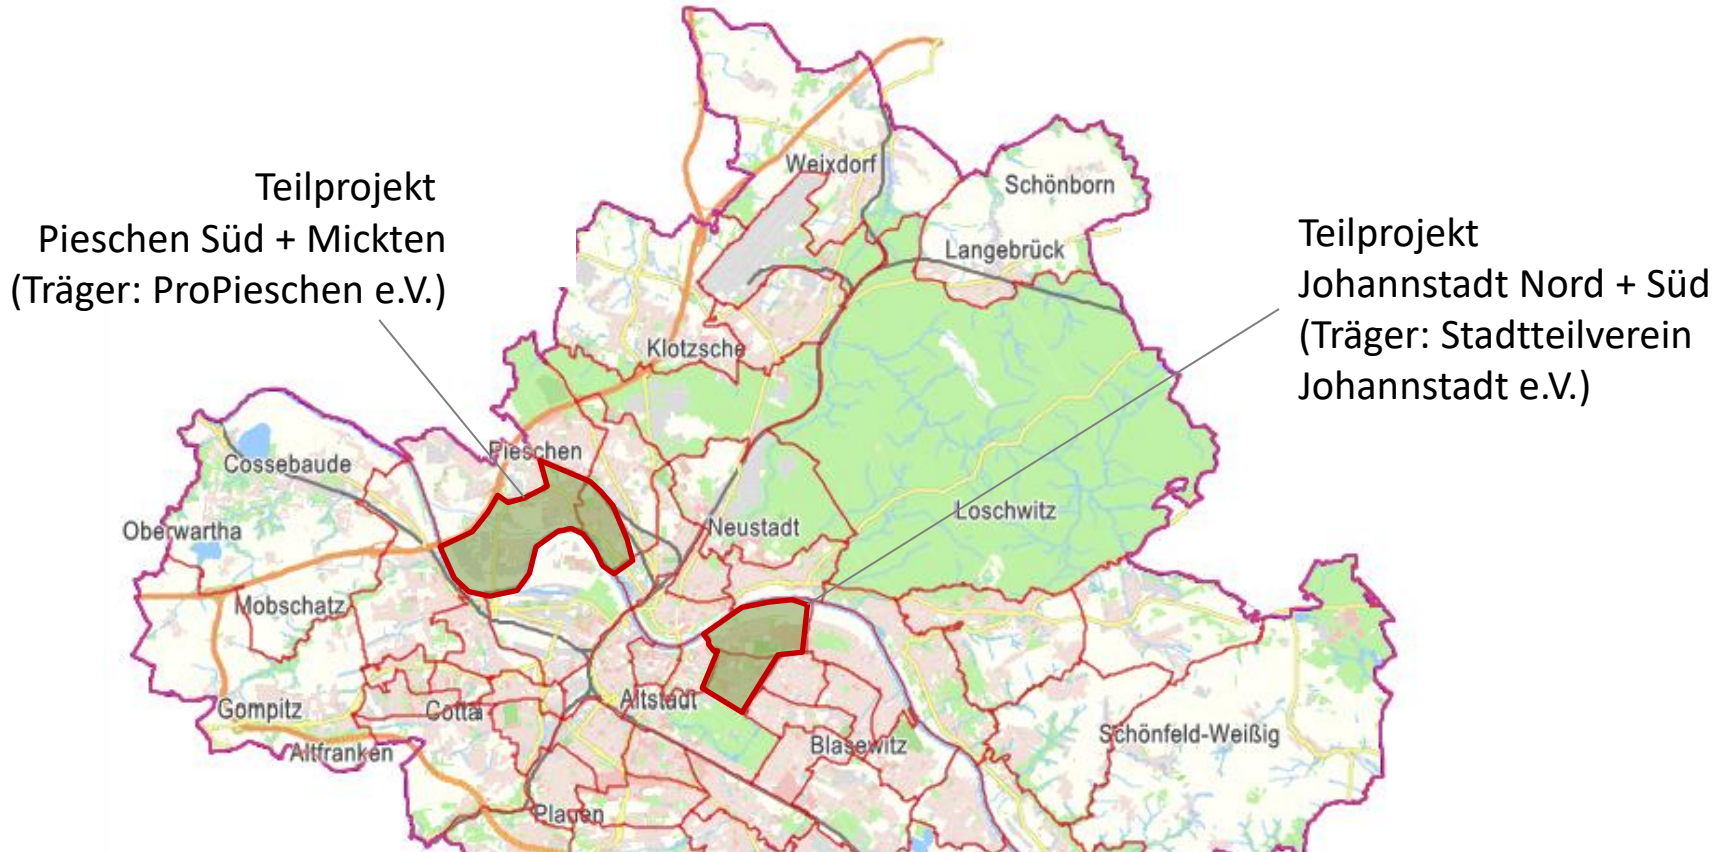 Teilprojekt
Pieschen Süd + Mickten
(Träger: ProPieschen e.V.)
Teilprojekt
Johannstadt Nord + Süd
(Träger: Stadtteilverein
Johannstadt e.V.)
Weixdorf
Schönborn
Langebrück
Klotzsche
Pieschen
Cossebaude
Oberwartha
Neustadt
Loschwitz
Mobschatz
Gompitz
Cotta
Altstadt
Altfranken
Blasewitz
Schönfeld-Weißig
Plauen